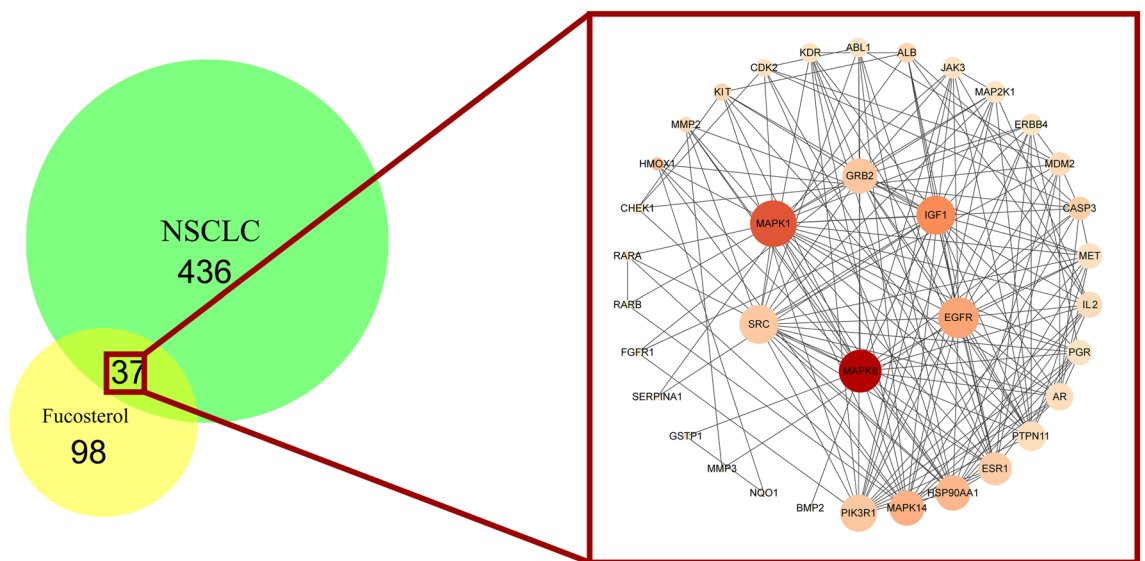 NSCLC
436
37
Fucosterol
98
KDR
ABL1
ALB
CDK2
JAK3
KIT
MAP2K1
MMP2
ERBB4
HMOX1
MDM2
GRB2
CHEK1
CASP3
MAPK1
IGF1
RARA
MET
RARB
IL2
EGFR
SRC
FGFR1
PGR
MAPK8
SERPINA1
AR
GSTP1
PTPN11
MMP3
ESR1
NQO1
HSP90AA1
BMP2
PIK3R1
MAPK14